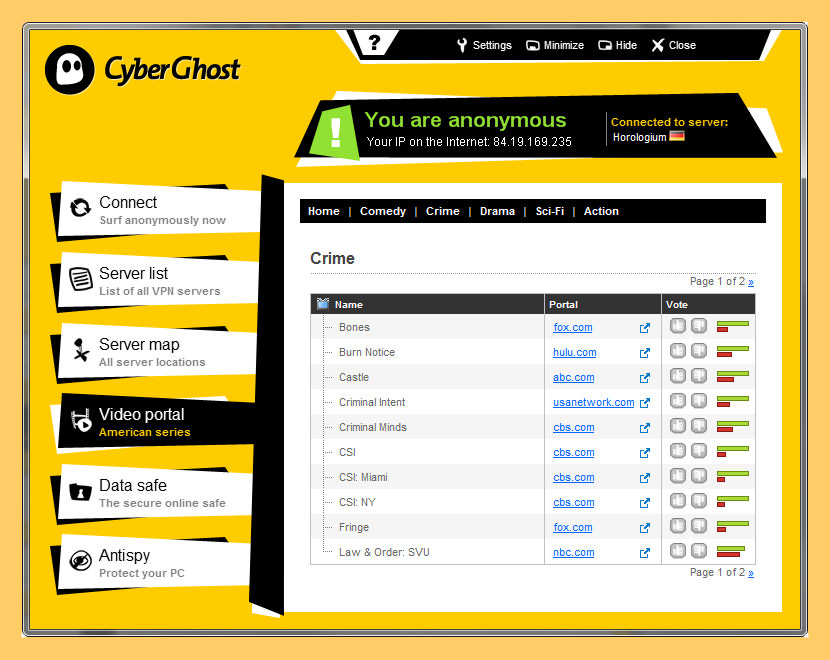 CyberGhost
? Settings Minimize Hide Close
! You are anonymous
Your IP on the Internet: 84.19.169.235
Connected to server:
Horologium
Connect
Surf anonymously now
Server list
List of all VPN servers
Server map
All server locations
Video portal
American series
Data safe
The secure online safe
Antispy
Protect your PC
Home | Comedy | Crime | Drama | Sci-Fi | Action
Crime
Page 1 of 2 »
Name Portal Vote
Bones fox.com
Burn Notice hulu.com
Castle abc.com
Criminal Intent usanetwork.com
Criminal Minds cbs.com
CSI cbs.com
CSI: Miami cbs.com
CSI: NY cbs.com
Fringe fox.com
Law & Order: SVU nbc.com
Page 1 of 2 »